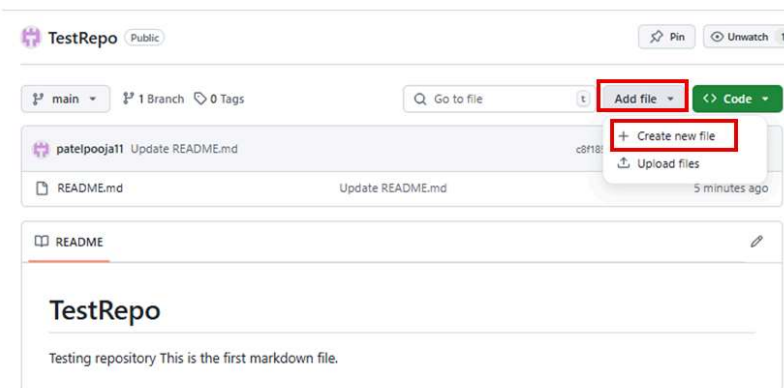 TestRepo Public Pin Unwatch 1
main 1 Branch 0 Tags Go to file t Add file Code
Create new file
Upload files
patelpooja11 Update README.md c8f185
README.md Update README.md 5 minutes ago
README
TestRepo
Testing repository This is the first markdown file.